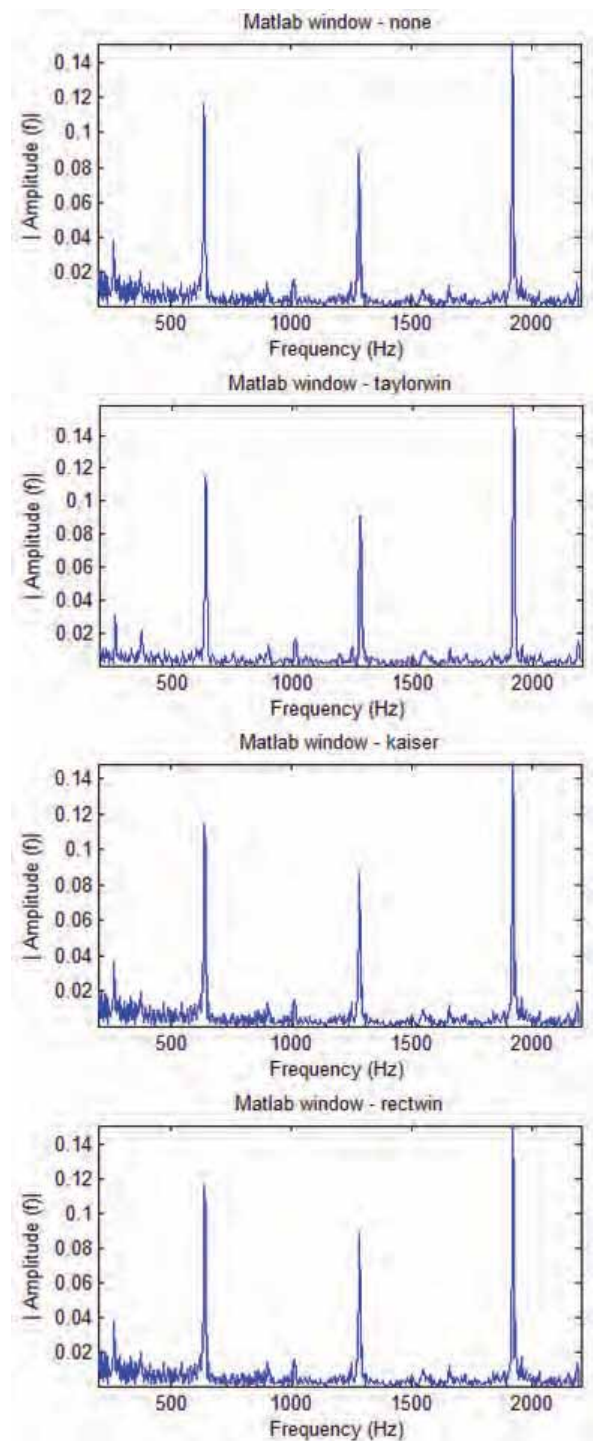 Matlab window - none
| Amplitude (f)|
0.14
0.12
0.1
0.08
0.06
0.04
0.02
500 1000 1500 2000
Frequency (Hz)
Matlab window - taylorwin
| Amplitude (f)|
0.14
0.12
0.1
0.08
0.06
0.04
0.02
500 1000 1500 2000
Frequency (Hz)
Matlab window - kaiser
| Amplitude (f)|
0.14
0.12
0.1
0.08
0.06
0.04
0.02
500 1000 1500 2000
Frequency (Hz)
Matlab window - rectwin
| Amplitude (f)|
0.14
0.12
0.1
0.08
0.06
0.04
0.02
500 1000 1500 2000
Frequency (Hz)